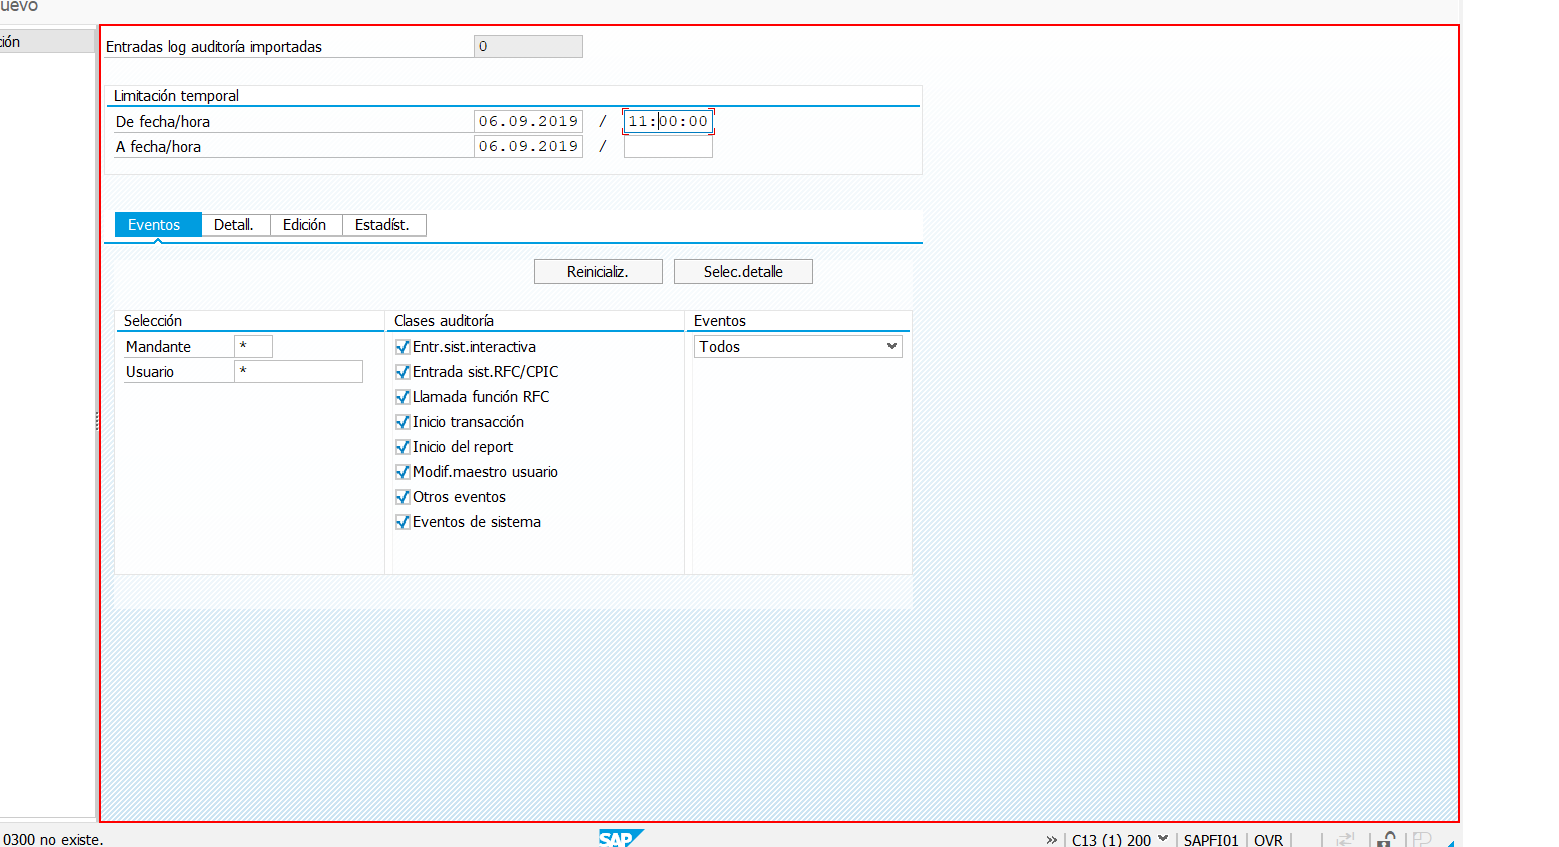 uevo
ión
Entradas log auditoría importadas 0
Limitación temporal
De fecha/hora 06.09.2019 / 11:00:00
A fecha/hora 06.09.2019 /
Eventos Detall. Edición Estadíst.
Reinicializ. Selec.detalle
Selección Clases auditoría Eventos
Mandante * Entr.sist.interactiva Todos
Usuario * Entrada sist.RFC/CPIC
Llamada función RFC
Inicio transacción
Inicio del report
Modif.maestro usuario
Otros eventos
Eventos de sistema
0300 no existe. SAP » C13 (1) 200 SAPFI01 OVR